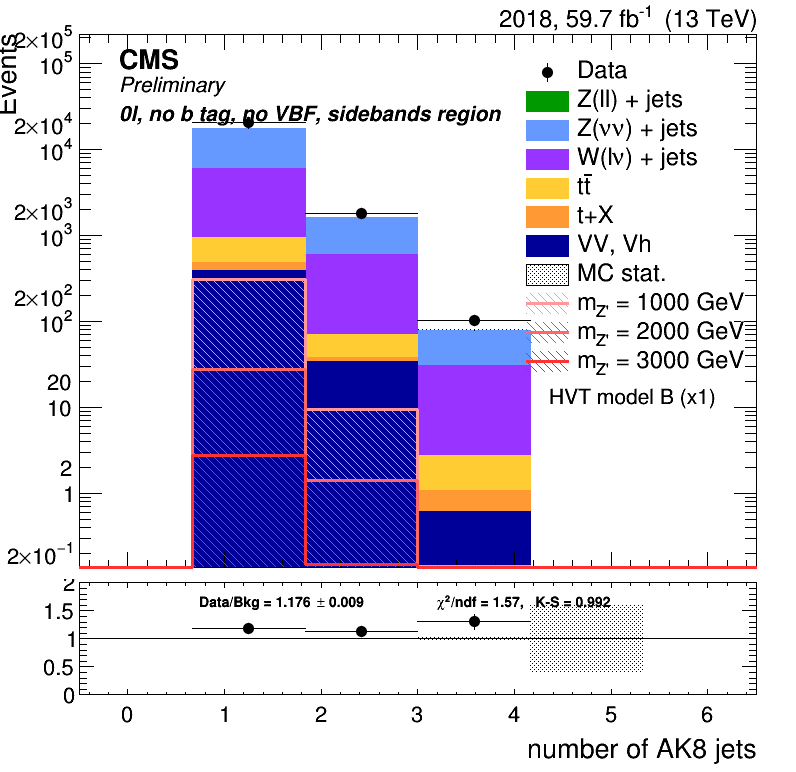 2018, 59.7 fb⁻¹ (13 TeV)
Events
2×10⁵
10⁵
2×10⁴
10⁴
2×10³
10³
2×10²
10²
20
10
2
1
2×10⁻¹
CMS
Preliminary
0l, no b tag, no VBF, sidebands region
Data
Z(ll) + jets
Z(νν) + jets
W(lν) + jets
tt̄
t+X
VV, Vh
MC stat.
m_Z' = 1000 GeV
m_Z' = 2000 GeV
m_Z' = 3000 GeV
HVT model B (x1)
2
1.5
1
0.5
0
Data/Bkg = 1.176 ± 0.009
χ²/ndf = 1.57, K-S = 0.992
0 1 2 3 4 5 6
number of AK8 jets